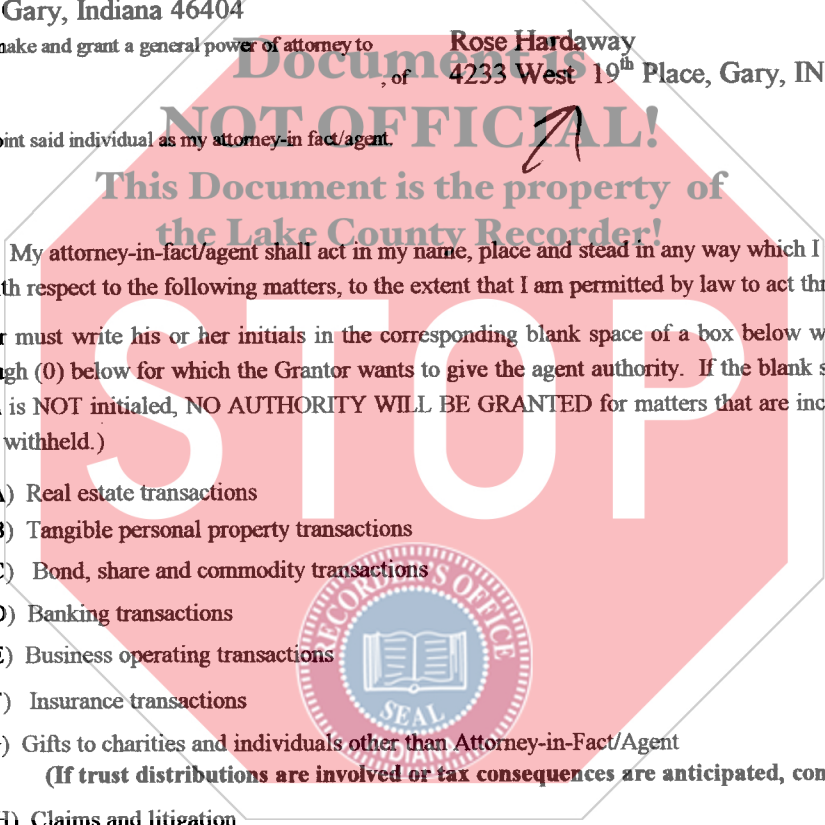 Gary, Indiana 46404
make and grant a general power of attorney to Rose Hardaway
, of 4233 West 19th Place, Gary, IN
Document is
NOT OFFICIAL!
point said individual as my attorney-in fact/agent.
This Document is the property of
the Lake County Recorder!
My attorney-in-fact/agent shall act in my name, place and stead in any way which I
th respect to the following matters, to the extent that I am permitted by law to act thr
r must write his or her initials in the corresponding blank space of a box below w
gh (0) below for which the Grantor wants to give the agent authority. If the blank s
is NOT initialed, NO AUTHORITY WILL BE GRANTED for matters that are inc
withheld.)
STOP
A) Real estate transactions
B) Tangible personal property transactions
C) Bond, share and commodity transactions
D) Banking transactions
E) Business operating transactions
) Insurance transactions
) Gifts to charities and individuals other than Attorney-in-Fact/Agent
(If trust distributions are involved or tax consequences are anticipated, con
H) Claims and litigation
RECORDER'S OFFICE
SEAL
INDIANA